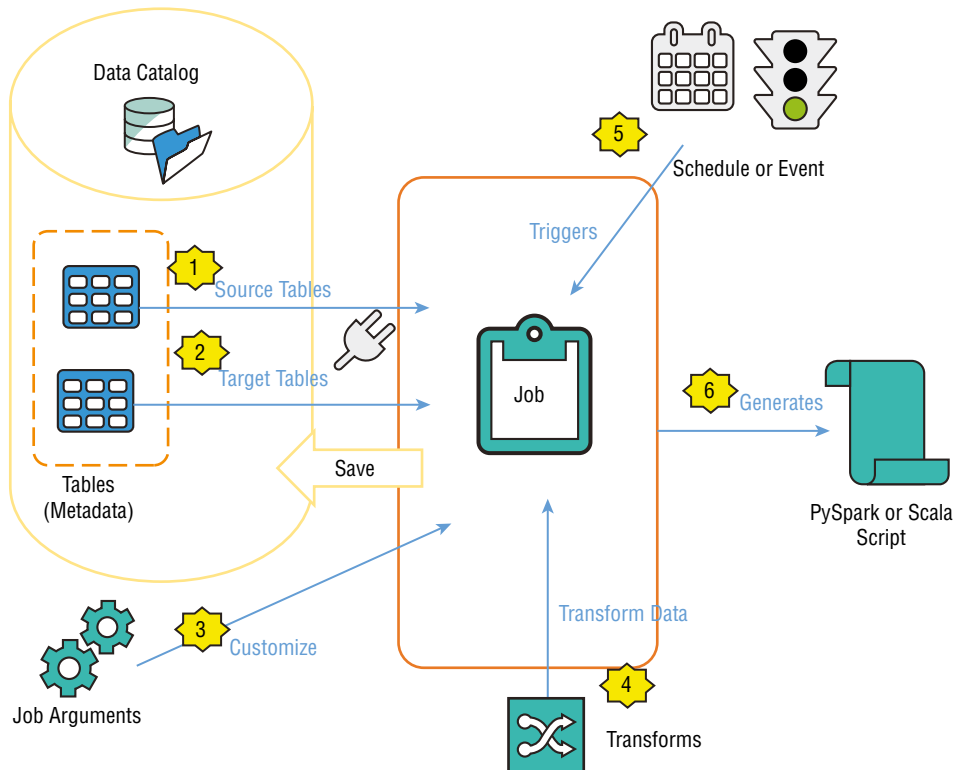 Data Catalog
5
Schedule or Event
Triggers
1
Source Tables
2
Target Tables
Job
6
Generates
Save
Tables
(Metadata)
PySpark or Scala
Script
3
Customize
Transform Data
4
Job Arguments
Transforms